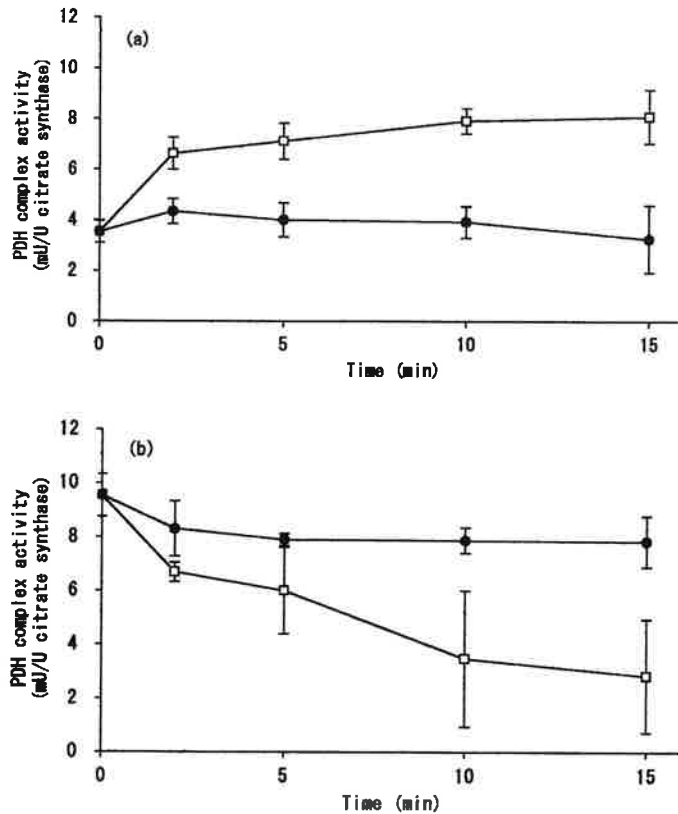 (a)
PDH complex activity
(mU/U citrate synthase)
12
10
8
6
4
2
0
0 5 10 15
Time (min)
(b)
PDH complex activity
(mU/U citrate synthase)
12
10
8
6
4
2
0
0 5 10 15
Time (min)